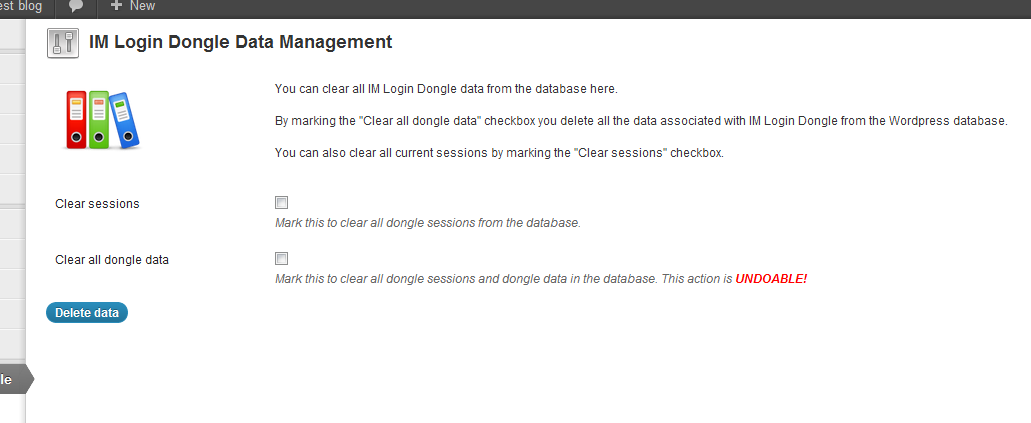 est blog New
IM Login Dongle Data Management
You can clear all IM Login Dongle data from the database here.
By marking the "Clear all dongle data" checkbox you delete all the data associated with IM Login Dongle from the Wordpress database.
You can also clear all current sessions by marking the "Clear sessions" checkbox.
Clear sessions
Mark this to clear all dongle sessions from the database.
Clear all dongle data
Mark this to clear all dongle sessions and dongle data in the database. This action is UNDOABLE!
Delete data
le